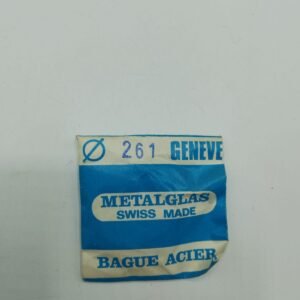 Ø 261 GENEVE
METALGLAS
SWISS MADE
BAGUE ACIER